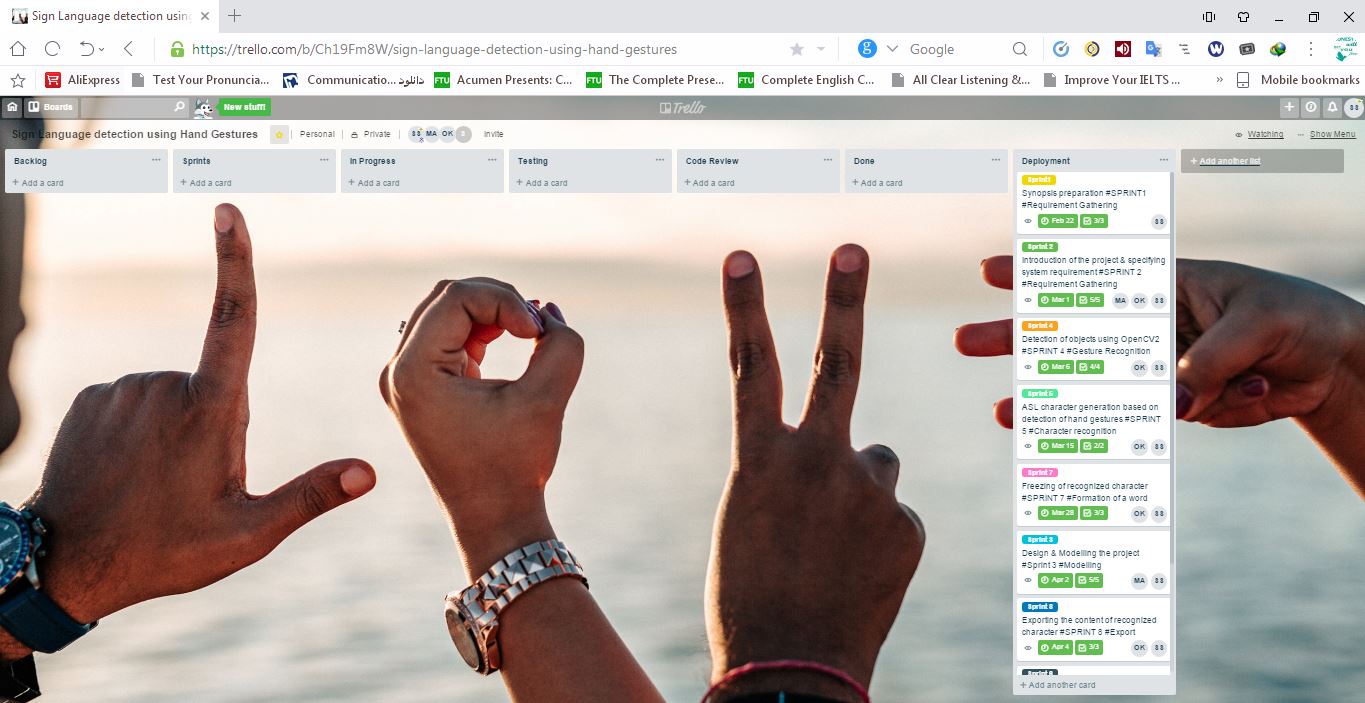 Sign Language detection using
https://trello.com/b/Ch19Fm8W/sign-language-detection-using-hand-gestures
Google
AliExpress
Test Your Pronuncia...
Communicatio... دانلود
FTU Acumen Presents: C...
FTU The Complete Prese...
FTU Complete English C...
All Clear Listening &...
Improve Your IELTS ...
»
Mobile bookmarks
Boards
New stuff!
Trello
SS
Sign Language detection using Hand Gestures
Personal
Private
SS MA OK S
Invite
Watching
... Show Menu
Backlog ...
+ Add a card
Sprints ...
+ Add a card
In Progress ...
+ Add a card
Testing ...
+ Add a card
Code Review ...
+ Add a card
Done ...
+ Add a card
Deployment ...
Sprint1
Synopsis preparation #SPRINT1
#Requirement Gathering
Feb 22 3/3 SS
Sprint 2
Introduction of the project & specifying
system requirement #SPRINT 2
#Requirement Gathering
Mar 1 5/5 MA OK SS
Sprint 4
Detection of objects using OpenCV2
#SPRINT 4 #Gesture Recognition
Mar 6 4/4 OK SS
Sprint 5
ASL character generation based on
detection of hand gestures #SPRINT
5 #Character recognition
Mar 15 2/2 OK SS
Sprint 7
Freezing of recognized character
#SPRINT 7 #Formation of a word
Mar 28 3/3 OK SS
Sprint 3
Design & Modelling the project
#Sprint 3 #Modelling
Apr 2 5/5 MA SS
Sprint 8
Exporting the content of recognized
character #SPRINT 8 #Export
Apr 4 3/3 OK SS
+ Add another card
+ Add another list